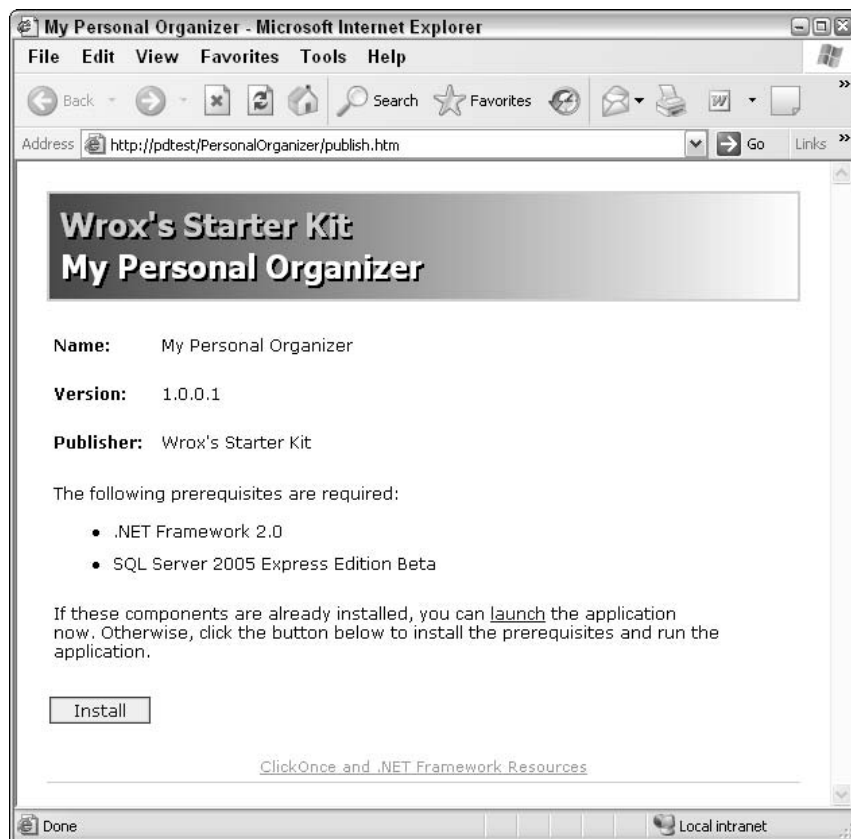 My Personal Organizer - Microsoft Internet Explorer
File Edit View Favorites Tools Help
Back Search Favorites W »
Address http://pdtest/PersonalOrganizer/publish.htm Go Links »
Wrox's Starter Kit
My Personal Organizer
Name: My Personal Organizer
Version: 1.0.0.1
Publisher: Wrox's Starter Kit
The following prerequisites are required:
• .NET Framework 2.0
• SQL Server 2005 Express Edition Beta
If these components are already installed, you can launch the application
now. Otherwise, click the button below to install the prerequisites and run the
application.
Install
ClickOnce and .NET Framework Resources
Done Local intranet